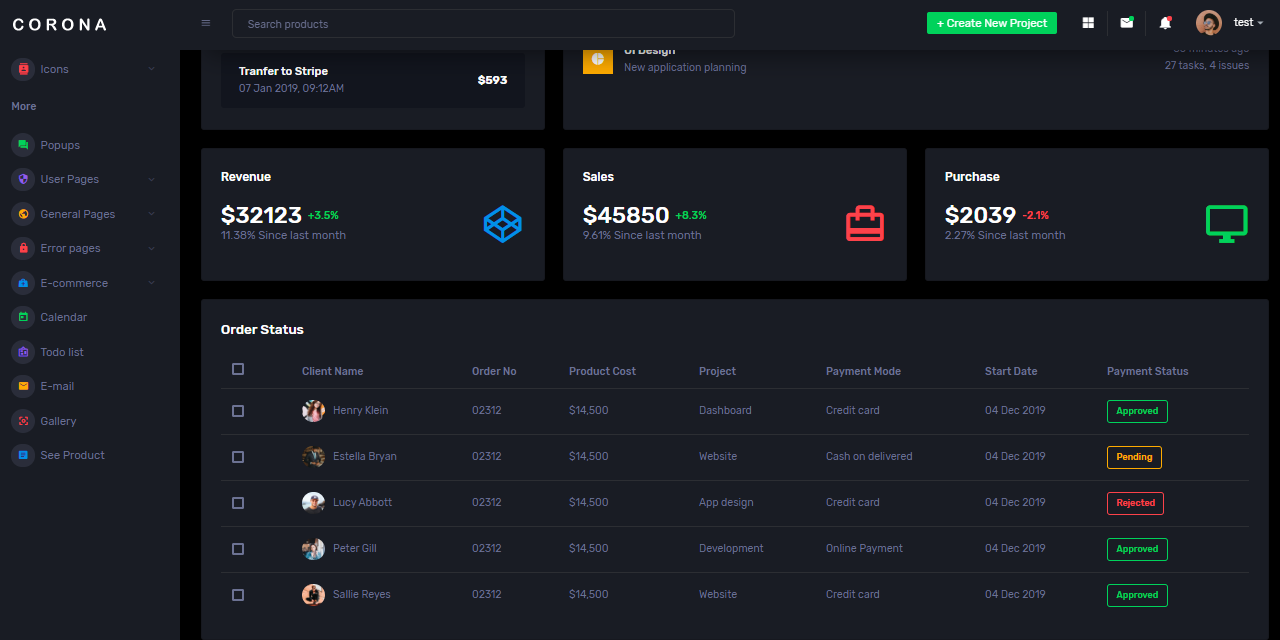 CORONA
Search products
+ Create New Project
test
Icons
More
Popups
User Pages
General Pages
Error pages
E-commerce
Calendar
Todo list
E-mail
Gallery
See Product
Tranfer to Stripe
07 Jan 2019, 09:12AM
$593
UI Design
New application planning
27 tasks, 4 issues
Revenue
$32123 +3.5%
11.38% Since last month
Sales
$45850 +8.3%
9.61% Since last month
Purchase
$2039 -2.1%
2.27% Since last month
Order Status
Client Name Order No Product Cost Project Payment Mode Start Date Payment Status
Henry Klein 02312 $14,500 Dashboard Credit card 04 Dec 2019 Approved
Estella Bryan 02312 $14,500 Website Cash on delivered 04 Dec 2019 Pending
Lucy Abbott 02312 $14,500 App design Credit card 04 Dec 2019 Rejected
Peter Gill 02312 $14,500 Development Online Payment 04 Dec 2019 Approved
Sallie Reyes 02312 $14,500 Website Credit card 04 Dec 2019 Approved